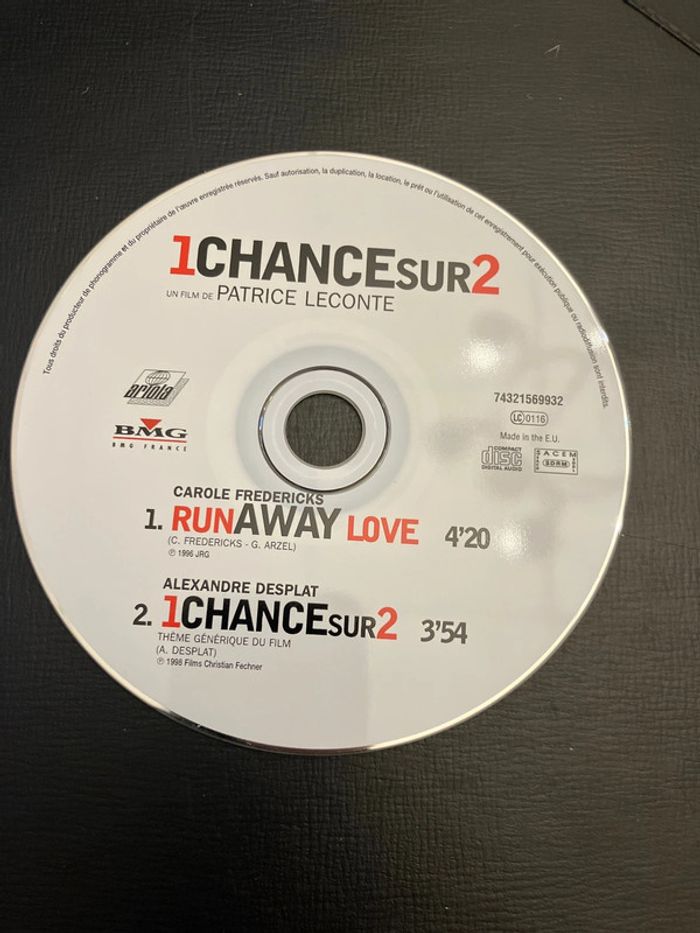 Tous droits du producteur de phonogramme et du propriétaire de l'œuvre enregistrée réservés. Sauf autorisation, la duplication, la location, le prêt ou l'utilisation de cet enregistrement pour exécution publique ou radiodiffusion sont interdits.
1CHANCESUR2
UN FILM DE PATRICE LECONTE
ariola
BMG
BMG FRANCE
74321569932
LC 0116
Made in the E.U.
COMPACT
disc
DIGITAL AUDIO
SACEM
SDRM
CAROLE FREDERICKS
1. RUNAWAY LOVE 4'20
(C. FREDERICKS - G. ARZEL)
℗ 1996 JRG
ALEXANDRE DESPLAT
2. 1CHANCESUR2 3'54
THÈME GÉNÉRIQUE DU FILM
(A. DESPLAT)
℗ 1998 Films Christian Fechner